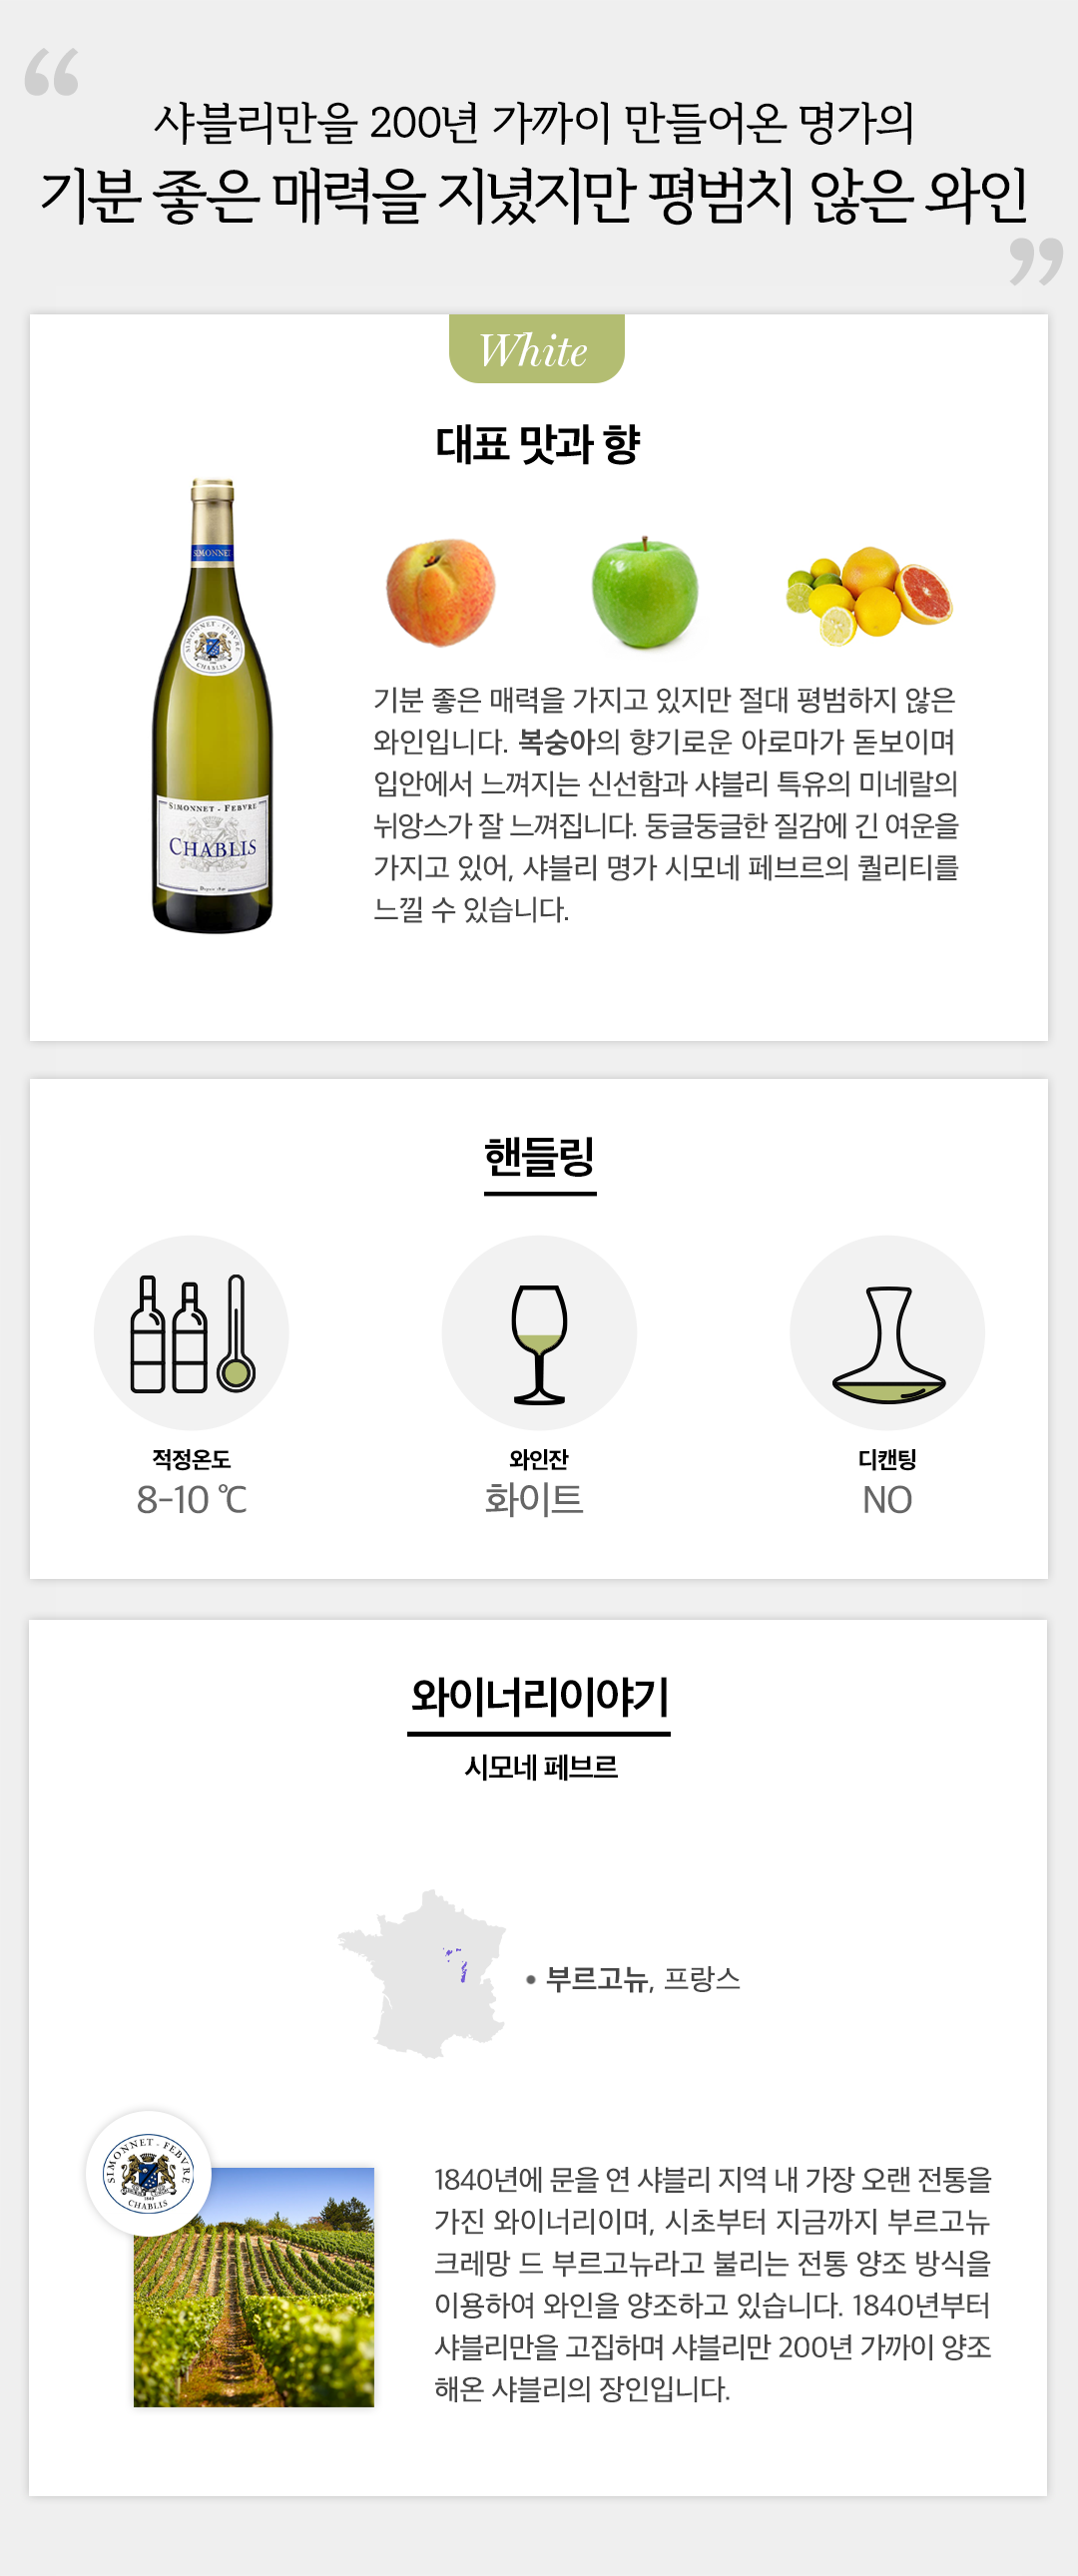 “
샤블리만을 200년 가까이 만들어온 명가의
기분 좋은 매력을 지녔지만 평범치 않은 와인
”
White
대표 맛과 향
SIMONNET
SIMONNET - FEBVRE
CHABLIS
SIMONNET - FEBVRE
CHABLIS
기분 좋은 매력을 가지고 있지만 절대 평범하지 않은
와인입니다. 복숭아의 향기로운 아로마가 돋보이며
입안에서 느껴지는 신선함과 샤블리 특유의 미네랄의
뉘앙스가 잘 느껴집니다. 둥글둥글한 질감에 긴 여운을
가지고 있어, 샤블리 명가 시모네 페브르의 퀄리티를
느낄 수 있습니다.
핸들링
적정온도
8-10 ℃
와인잔
화이트
디캔팅
NO
와이너리이야기
시모네 페브르
• 부르고뉴, 프랑스
SIMONNET - FEBVRE
CHABLIS
1840년에 문을 연 샤블리 지역 내 가장 오랜 전통을
가진 와이너리이며, 시초부터 지금까지 부르고뉴
크레망 드 부르고뉴라고 불리는 전통 양조 방식을
이용하여 와인을 양조하고 있습니다. 1840년부터
샤블리만을 고집하며 샤블리만 200년 가까이 양조
해온 샤블리의 장인입니다.